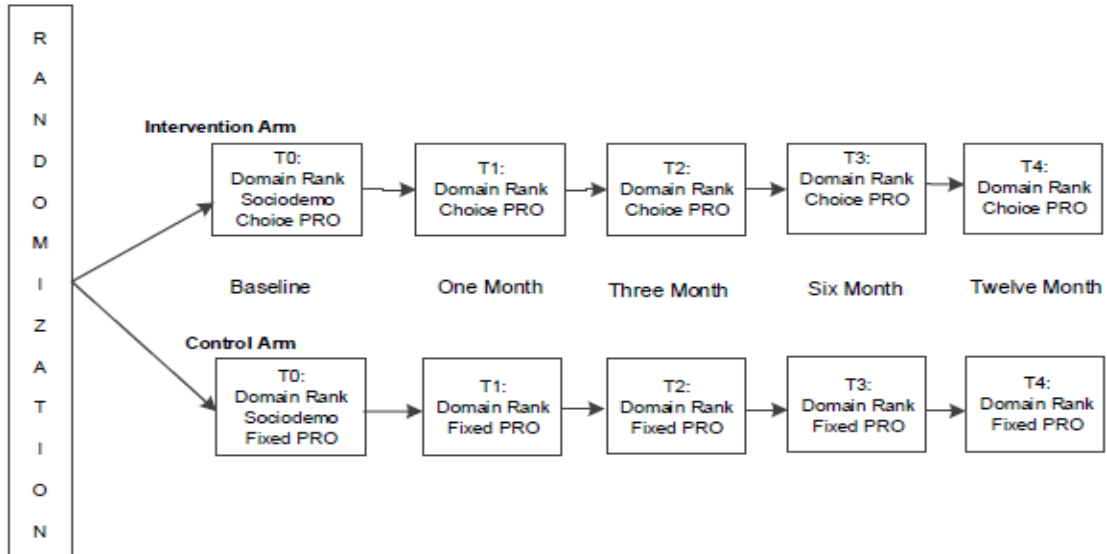 RANDOMIZATION
Intervention Arm
T0:
Domain Rank
Sociodemo
Choice PRO
T1:
Domain Rank
Choice PRO
T2:
Domain Rank
Choice PRO
T3:
Domain Rank
Choice PRO
T4:
Domain Rank
Choice PRO
Baseline
One Month
Three Month
Six Month
Twelve Month
Control Arm
T0:
Domain Rank
Sociodemo
Fixed PRO
T1:
Domain Rank
Fixed PRO
T2:
Domain Rank
Fixed PRO
T3:
Domain Rank
Fixed PRO
T4:
Domain Rank
Fixed PRO